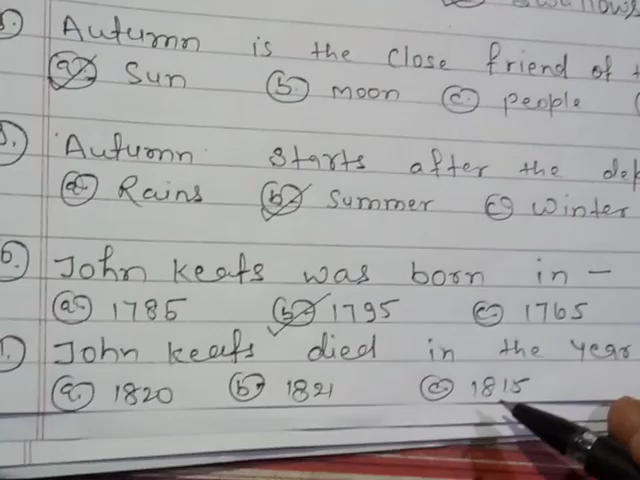 Autumn is the close friend of
(a) Sun (b) moon (c) people
Autumn starts after the
(a) Rains (b) Summer (c) winter
6. John keats was born in -
(a) 1785 (b) 1795 (c) 1765
John keats died in the year
(a) 1820 (b) 1821 (c) 1815